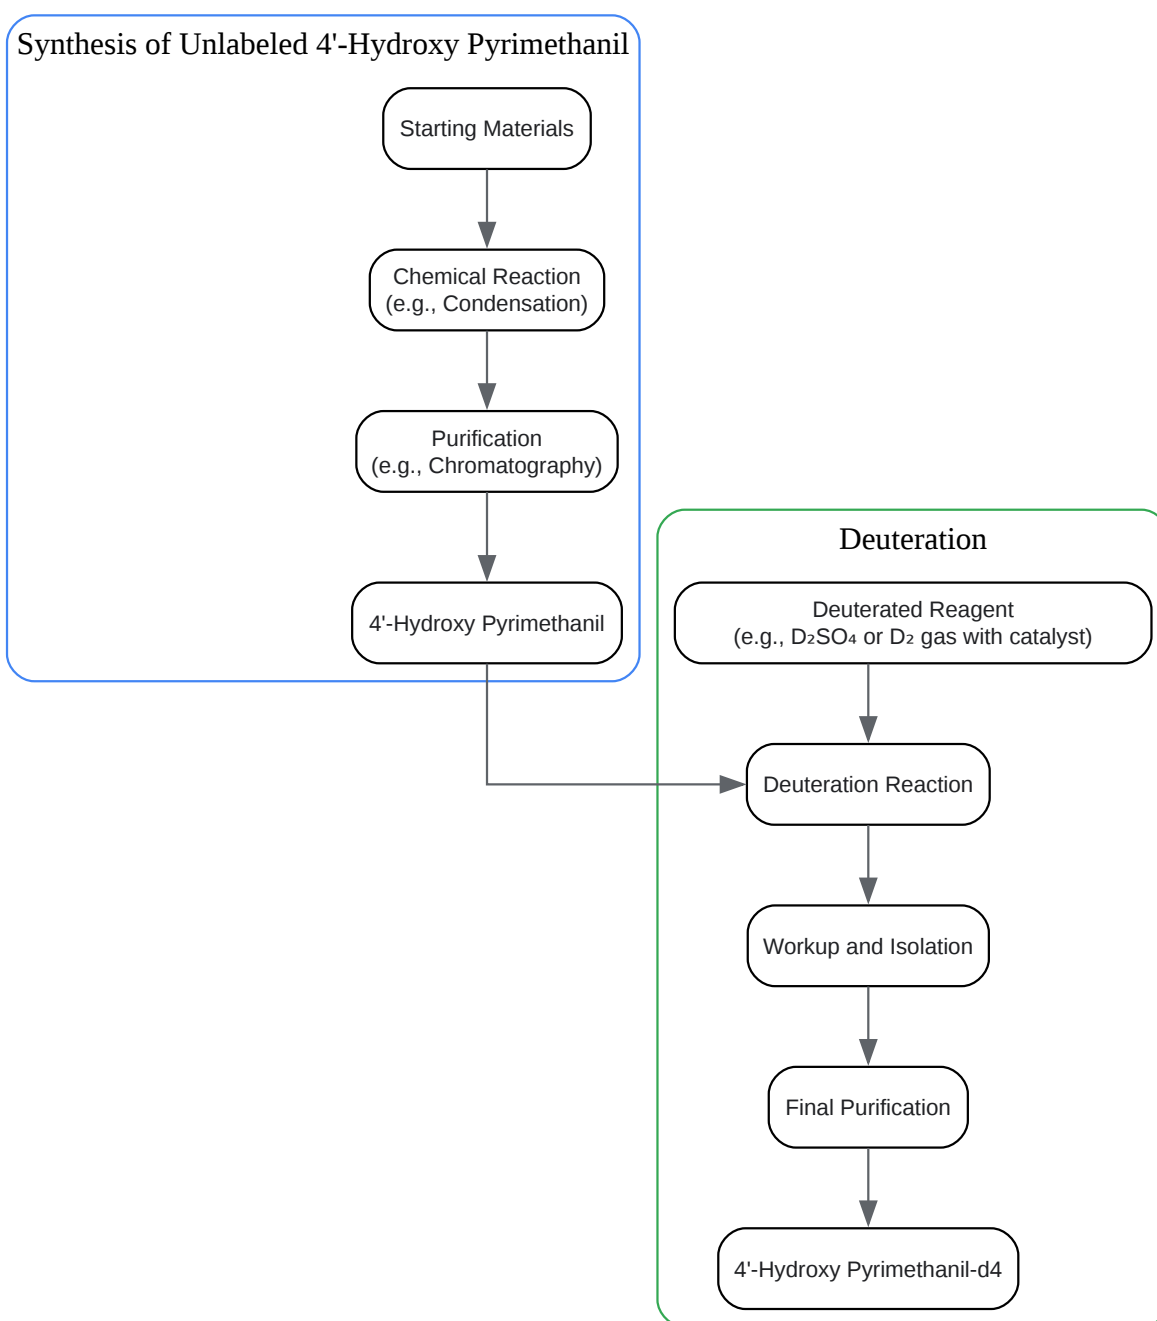 Synthesis of Unlabeled 4'-Hydroxy Pyrimethanil
Starting Materials
Chemical Reaction
(e.g., Condensation)
Purification
(e.g., Chromatography)
4'-Hydroxy Pyrimethanil
Deuteration
Deuterated Reagent
(e.g., D₂SO₄ or D₂ gas with catalyst)
Deuteration Reaction
Workup and Isolation
Final Purification
4'-Hydroxy Pyrimethanil-d4